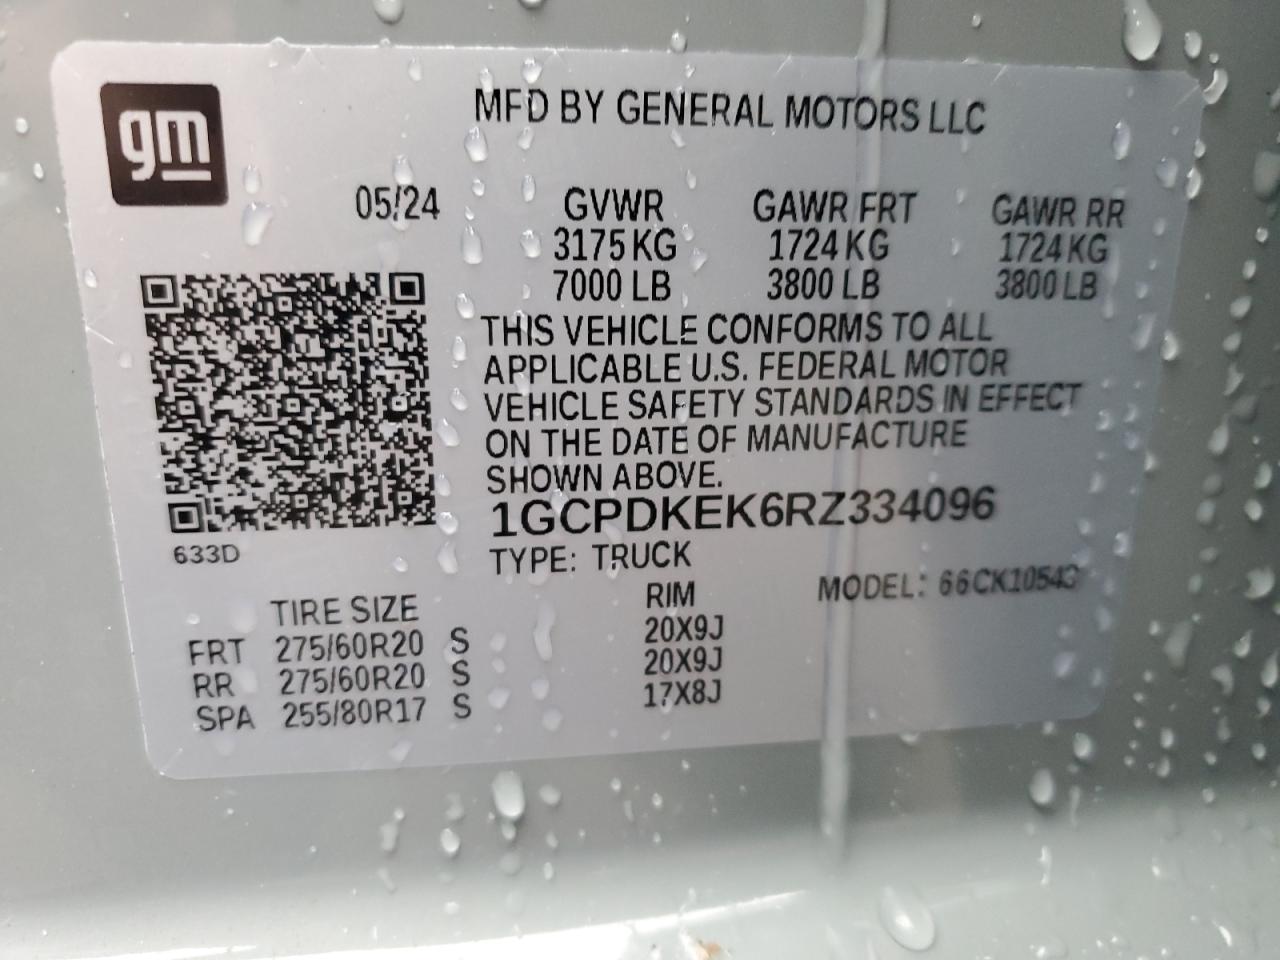 gm
MFD BY GENERAL MOTORS LLC
05/24 GVWR GAWR FRT GAWR RR
3175 KG 1724 KG 1724 KG
7000 LB 3800 LB 3800 LB
THIS VEHICLE CONFORMS TO ALL
APPLICABLE U.S. FEDERAL MOTOR
VEHICLE SAFETY STANDARDS IN EFFECT
ON THE DATE OF MANUFACTURE
SHOWN ABOVE.
1GCPDKEK6RZ334096
633D
TYPE: TRUCK
MODEL: 66CK10543
TIRE SIZE RIM
FRT 275/60R20 S 20X9J
RR 275/60R20 S 20X9J
SPA 255/80R17 S 17X8J